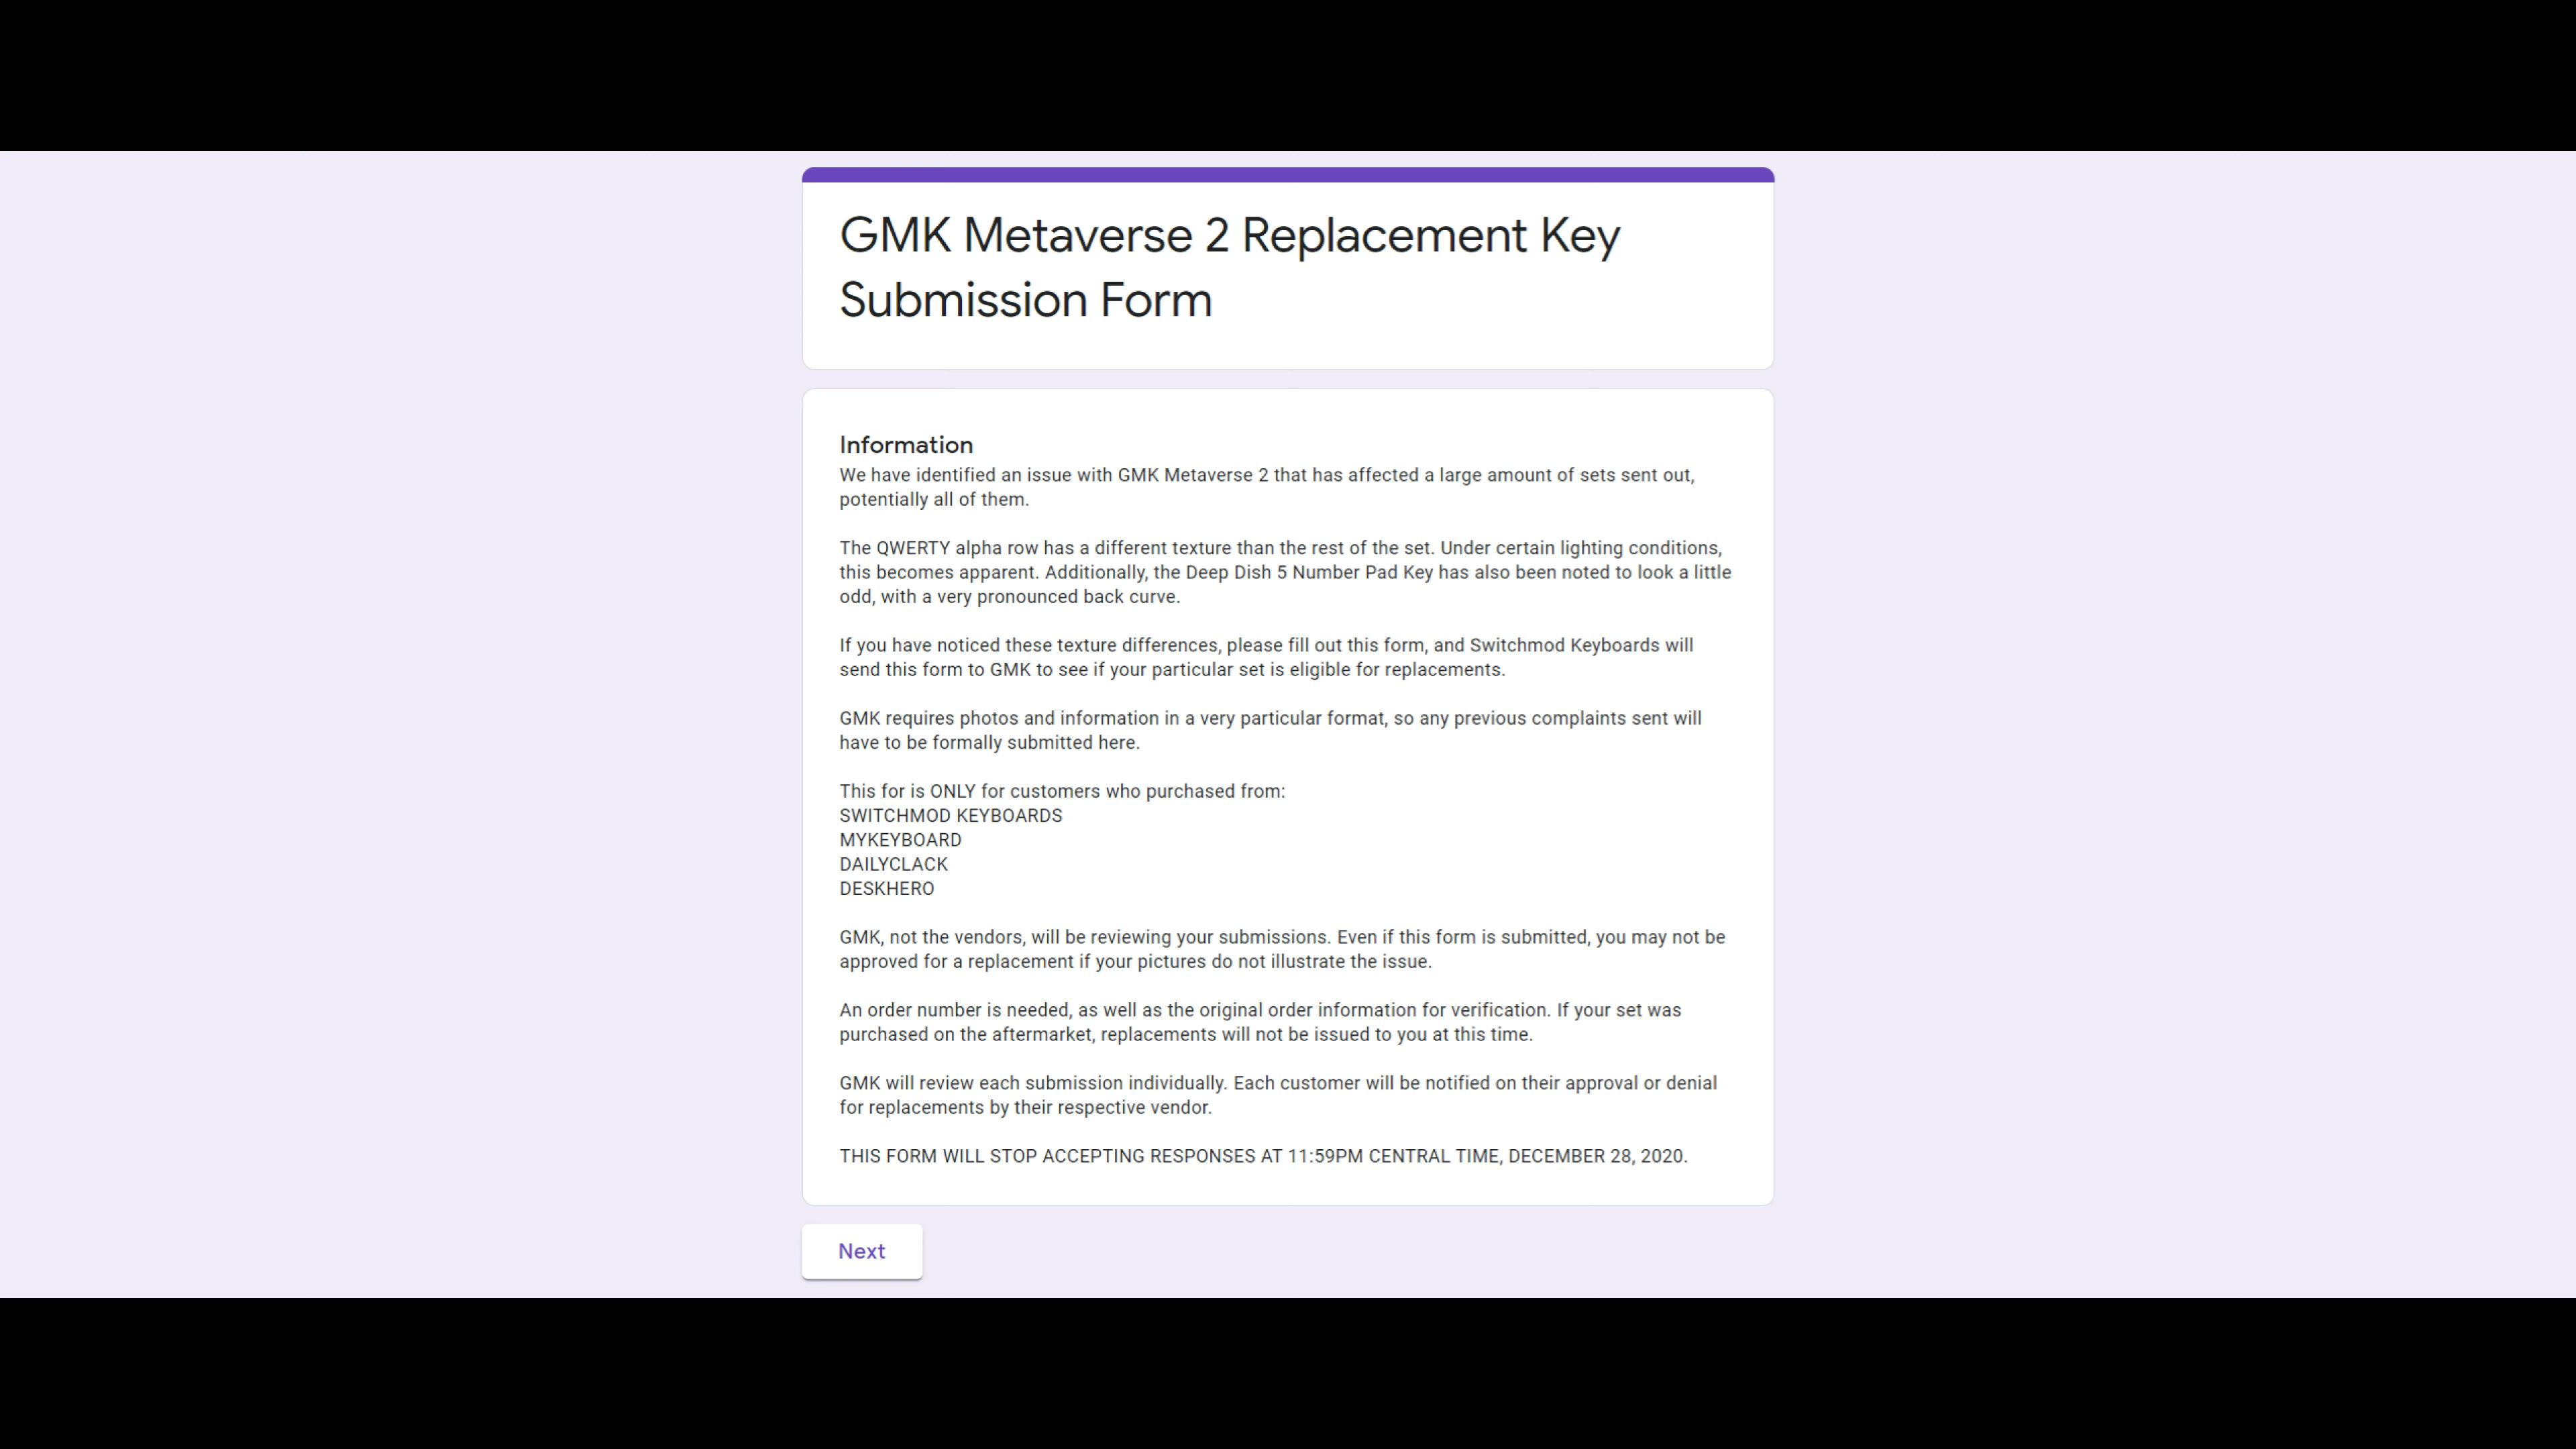 GMK Metaverse 2 Replacement Key
Submission Form
Information
We have identified an issue with GMK Metaverse 2 that has affected a large amount of sets sent out,
potentially all of them.
The QWERTY alpha row has a different texture than the rest of the set. Under certain lighting conditions,
this becomes apparent. Additionally, the Deep Dish 5 Number Pad Key has also been noted to look a little
odd, with a very pronounced back curve.
If you have noticed these texture differences, please fill out this form, and Switchmod Keyboards will
send this form to GMK to see if your particular set is eligible for replacements.
GMK requires photos and information in a very particular format, so any previous complaints sent will
have to be formally submitted here.
This for is ONLY for customers who purchased from:
SWITCHMOD KEYBOARDS
MYKEYBOARD
DAILYCLACK
DESKHERO
GMK, not the vendors, will be reviewing your submissions. Even if this form is submitted, you may not be
approved for a replacement if your pictures do not illustrate the issue.
An order number is needed, as well as the original order information for verification. If your set was
purchased on the aftermarket, replacements will not be issued to you at this time.
GMK will review each submission individually. Each customer will be notified on their approval or denial
for replacements by their respective vendor.
THIS FORM WILL STOP ACCEPTING RESPONSES AT 11:59PM CENTRAL TIME, DECEMBER 28, 2020.
Next